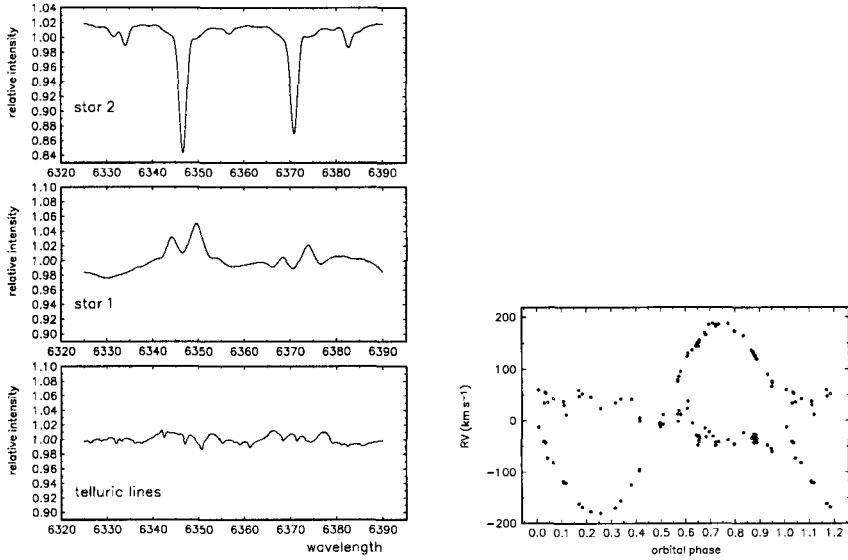 1.04
1.02
1.00
0.98
0.96
0.94
0.92
0.90
0.88
0.86
0.84
relative intensity
star 2
6320 6330 6340 6350 6360 6370 6380 6390
1.10
1.08
1.06
1.04
1.02
1.00
0.98
0.96
0.94
0.92
0.90
relative intensity
star 1
6320 6330 6340 6350 6360 6370 6380 6390
1.10
1.08
1.06
1.04
1.02
1.00
0.98
0.96
0.94
0.92
0.90
relative intensity
telluric lines
6320 6330 6340 6350 6360 6370 6380 6390
wavelength
200
100
0
−100
−200
RV (km s⁻¹)
0.0 0.1 0.2 0.3 0.4 0.5 0.6 0.7 0.8 0.9 1.0 1.1 1.2
orbital phase